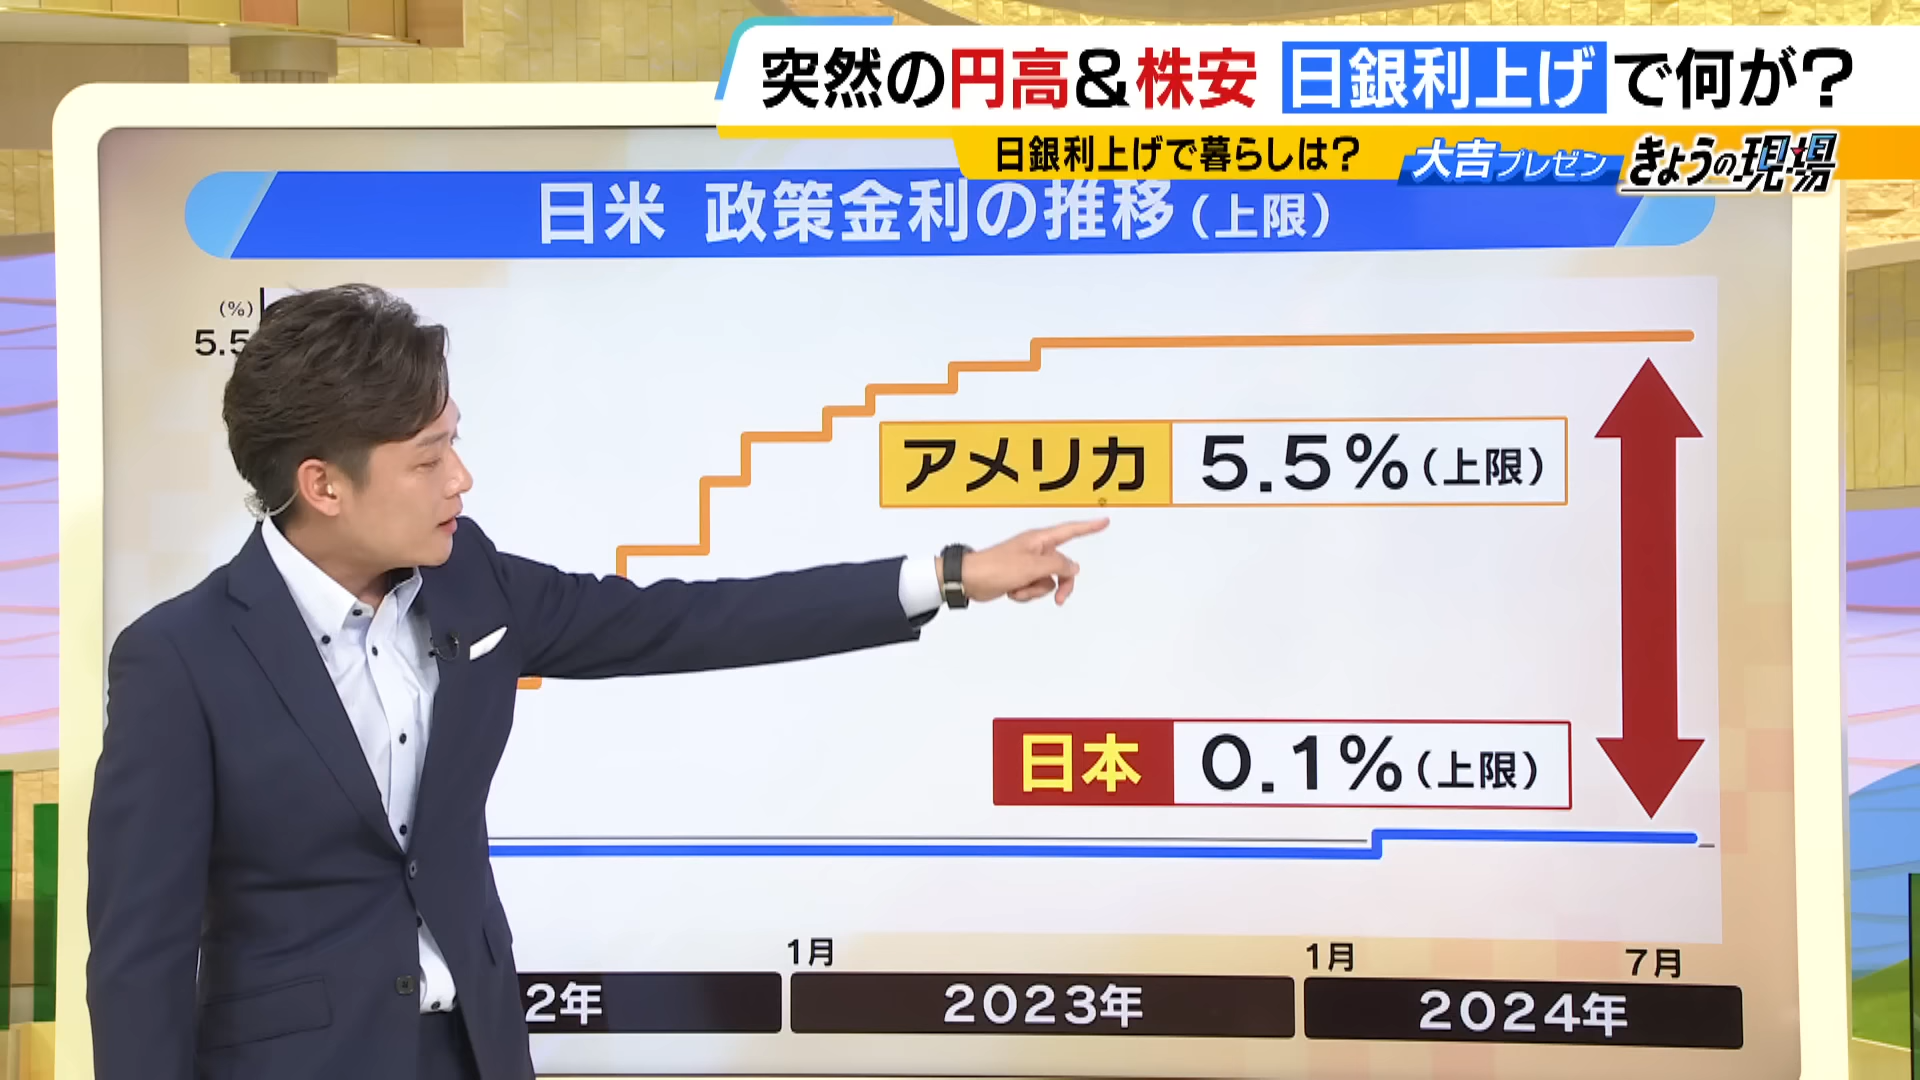 突然の円高&株安 日銀利上げで何が?
日銀利上げで暮らしは?
大吉プレゼン きょうの現場
日米 政策金利の推移(上限)
(%)
5.5
アメリカ 5.5%(上限)
日本 0.1%(上限)
1月 1月 7月
2年 2023年 2024年